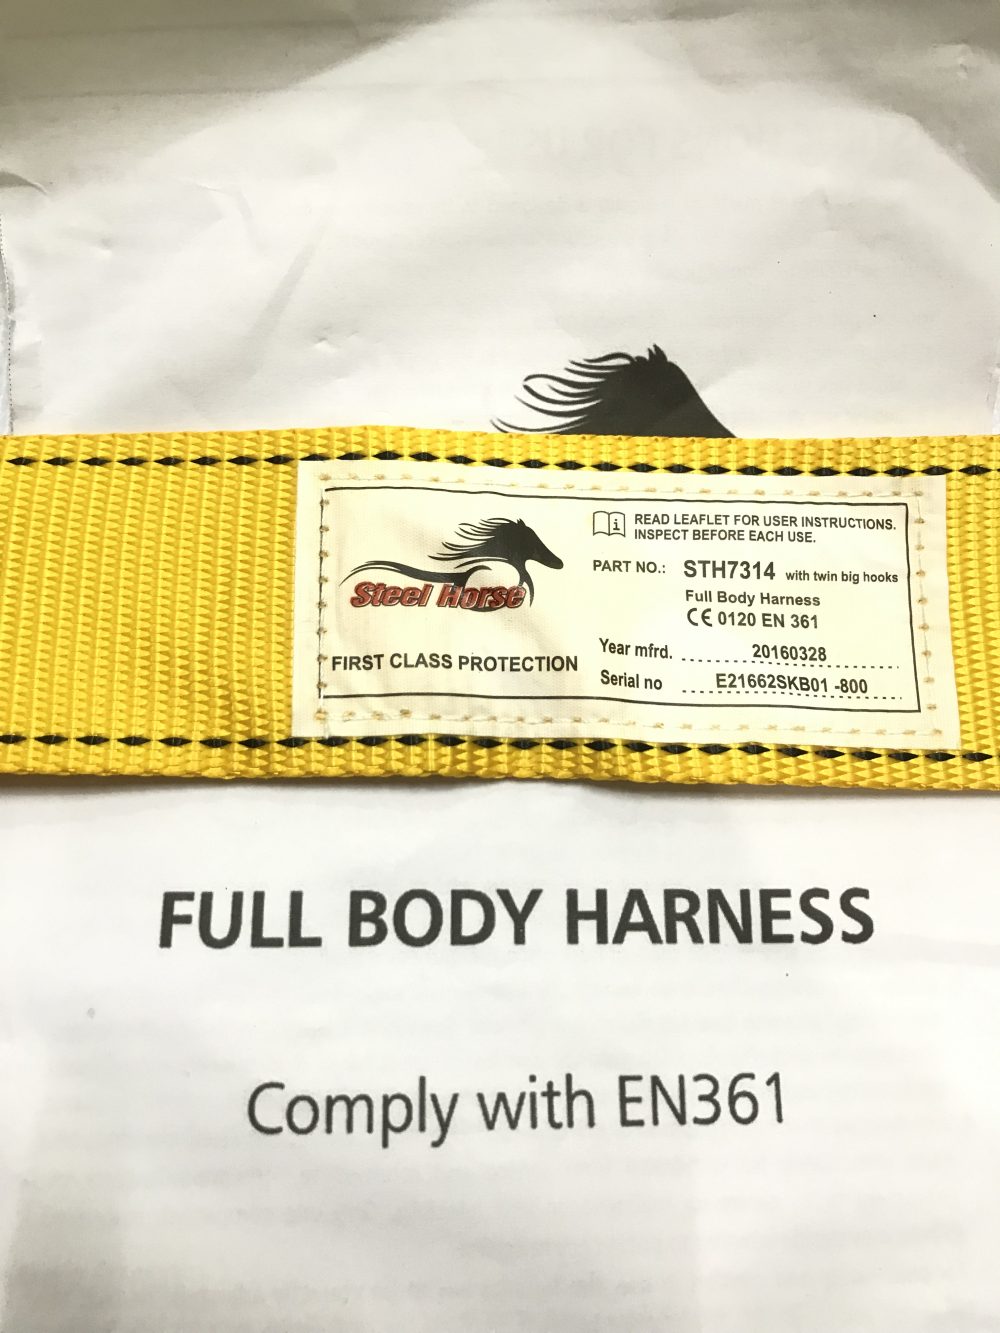 Steel Horse
FIRST CLASS PROTECTION
READ LEAFLET FOR USER INSTRUCTIONS.
INSPECT BEFORE EACH USE.
PART NO.: STH7314 with twin big hooks
Full Body Harness
CE 0120 EN 361
Year mfrd. 20160328
Serial no E21662SKB01 -800
FULL BODY HARNESS
Comply with EN361